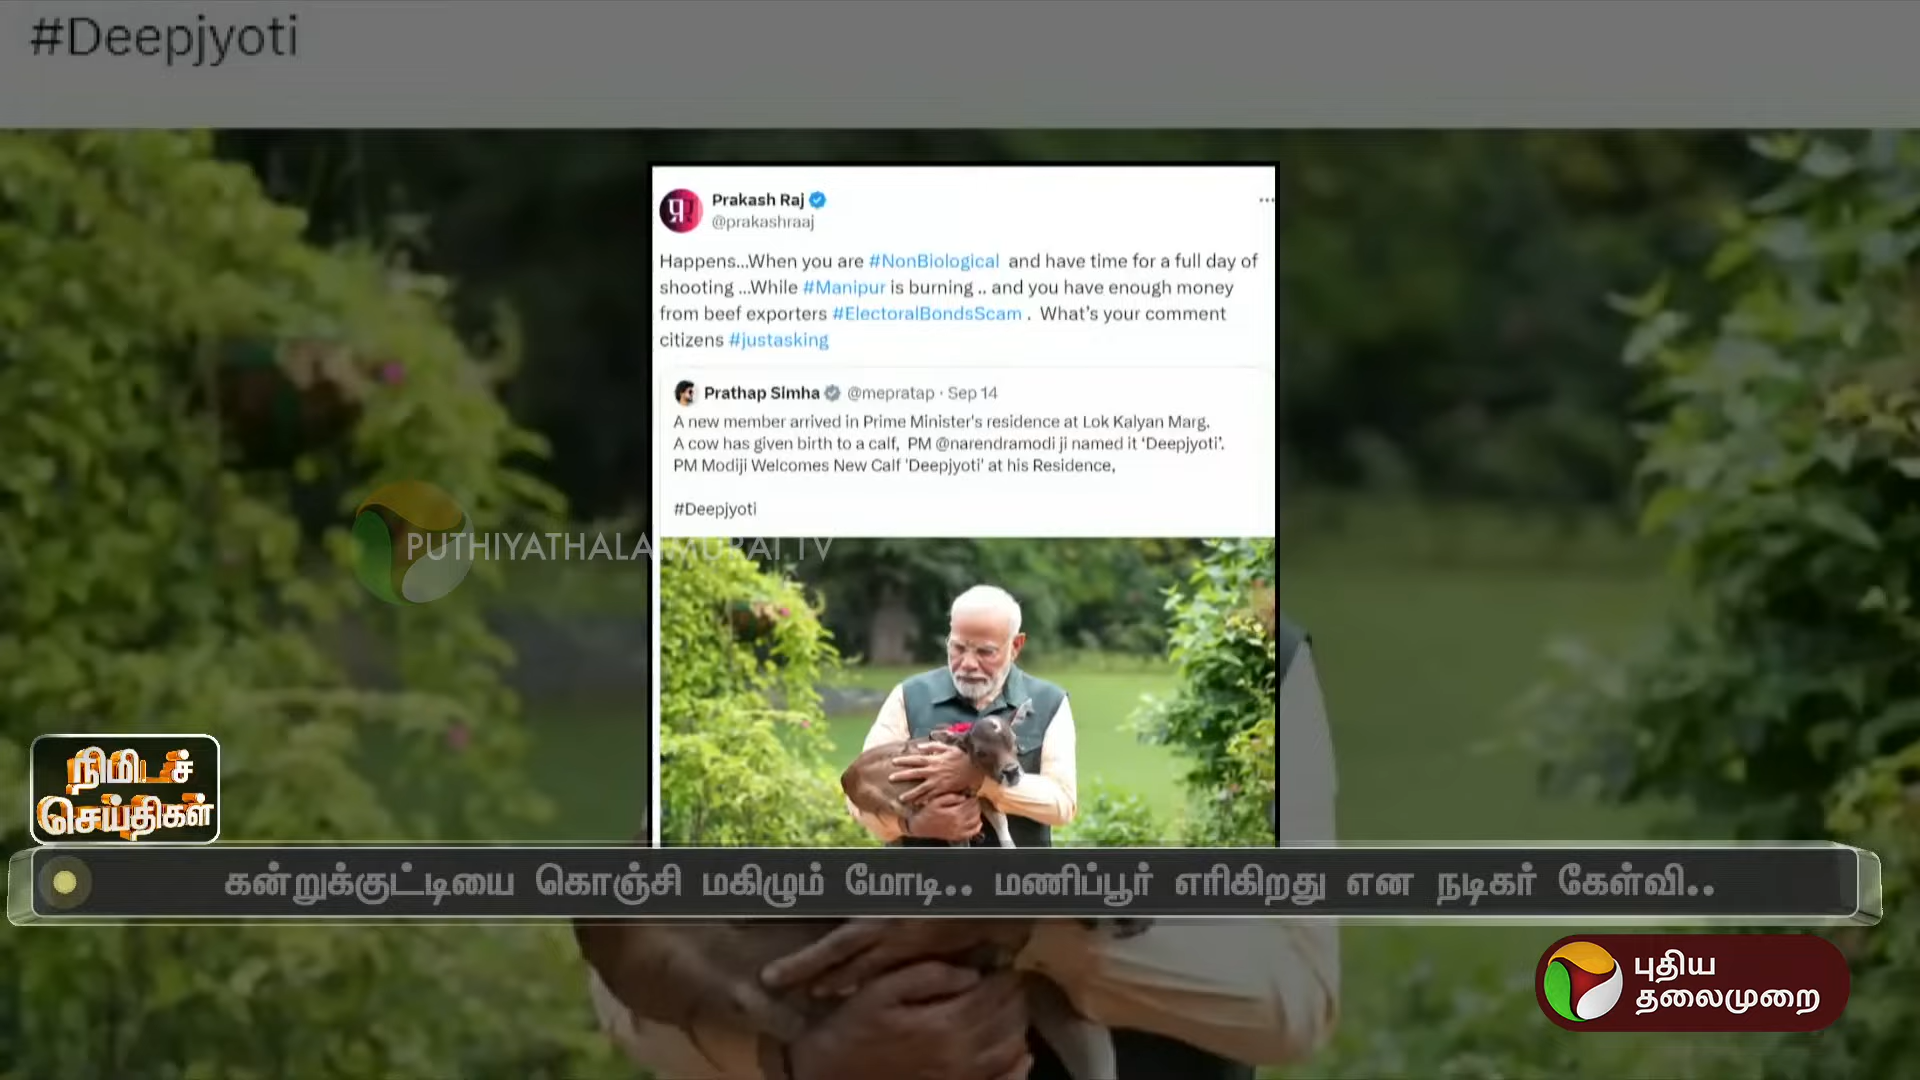 #Deepjyoti
Prakash Raj
@prakashraaj
Happens...When you are #NonBiological and have time for a full day of
shooting ...While #Manipur is burning .. and you have enough money
from beef exporters #ElectoralBondsScam . What's your comment
citizens #justasking
Prathap Simha @mepratap · Sep 14
A new member arrived in Prime Minister's residence at Lok Kalyan Marg.
A cow has given birth to a calf, PM @narendramodi ji named it ‘Deepjyoti’.
PM Modiji Welcomes New Calf 'Deepjyoti' at his Residence,
#Deepjyoti
PUTHIYATHALAIMURAI.TV
நிமிடச்
செய்திகள்
கன்றுக்குட்டியை கொஞ்சி மகிழும் மோடி.. மணிப்பூர் எரிகிறது என நடிகர் கேள்வி..
புதிய
தலைமுறை